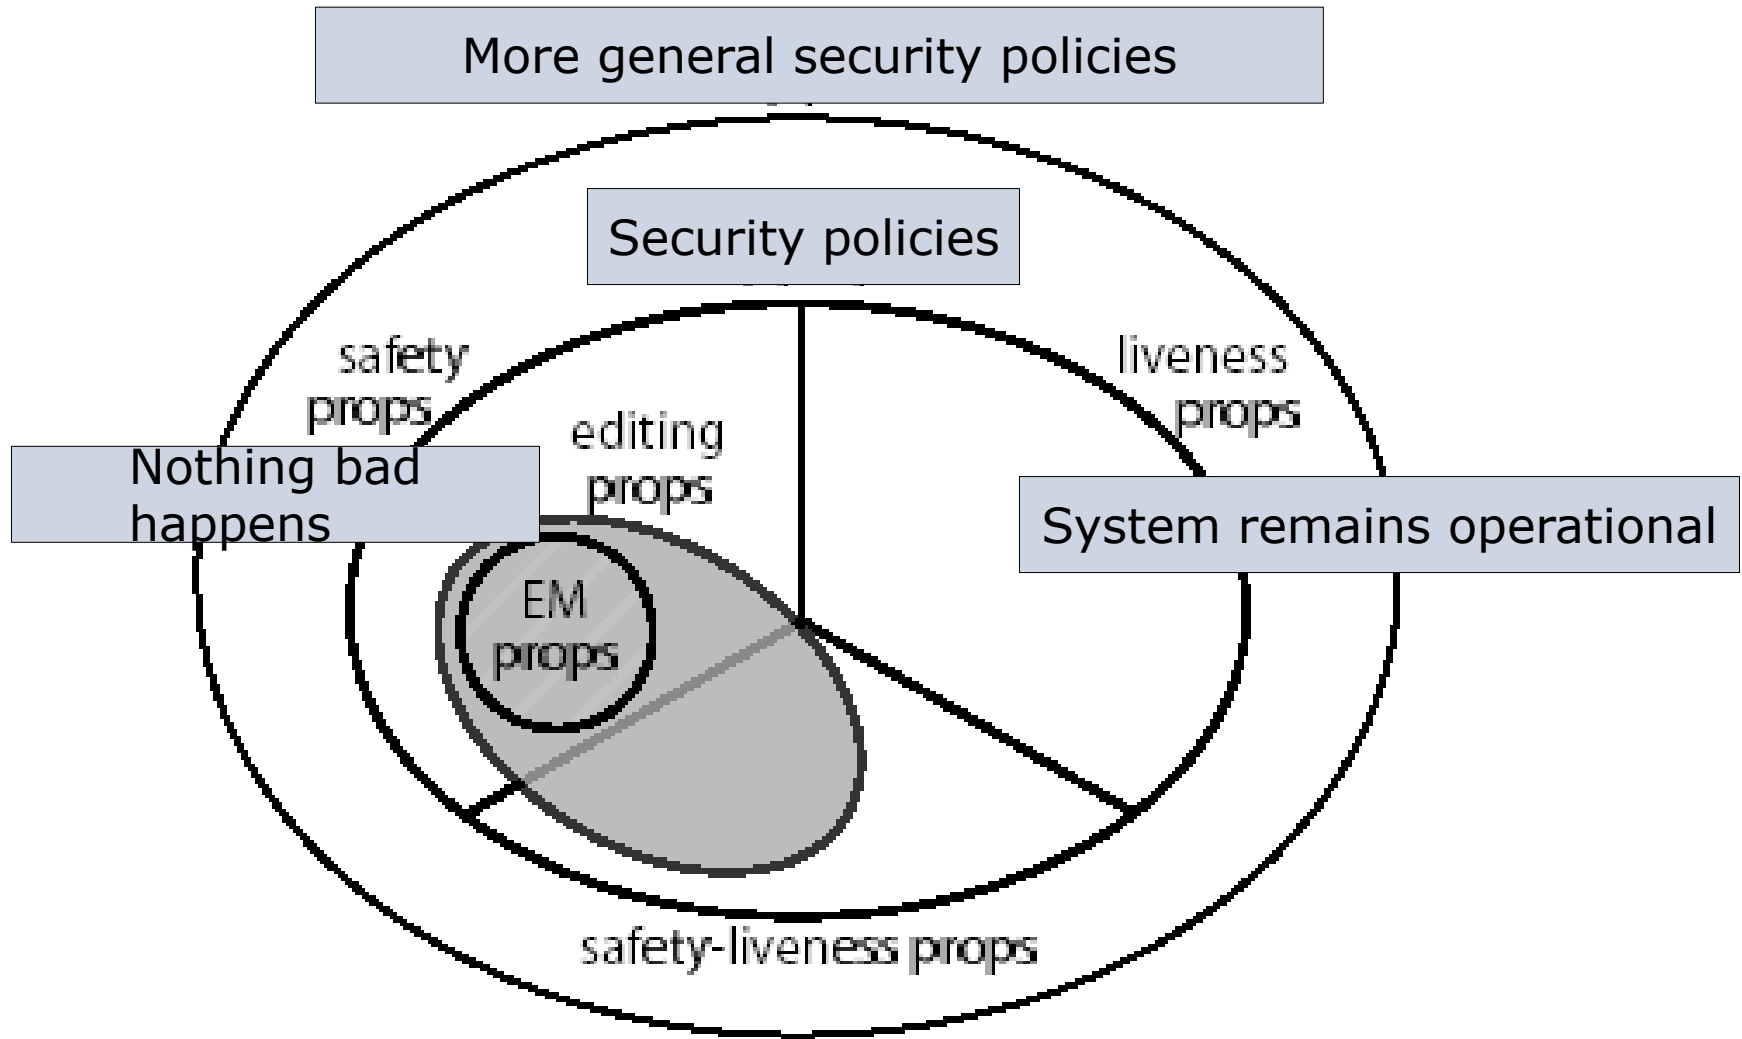 More general security policies
Security policies
safety
props
liveness
props
editing
props
Nothing bad
happens
System remains operational
EM
props
safety-liveness props